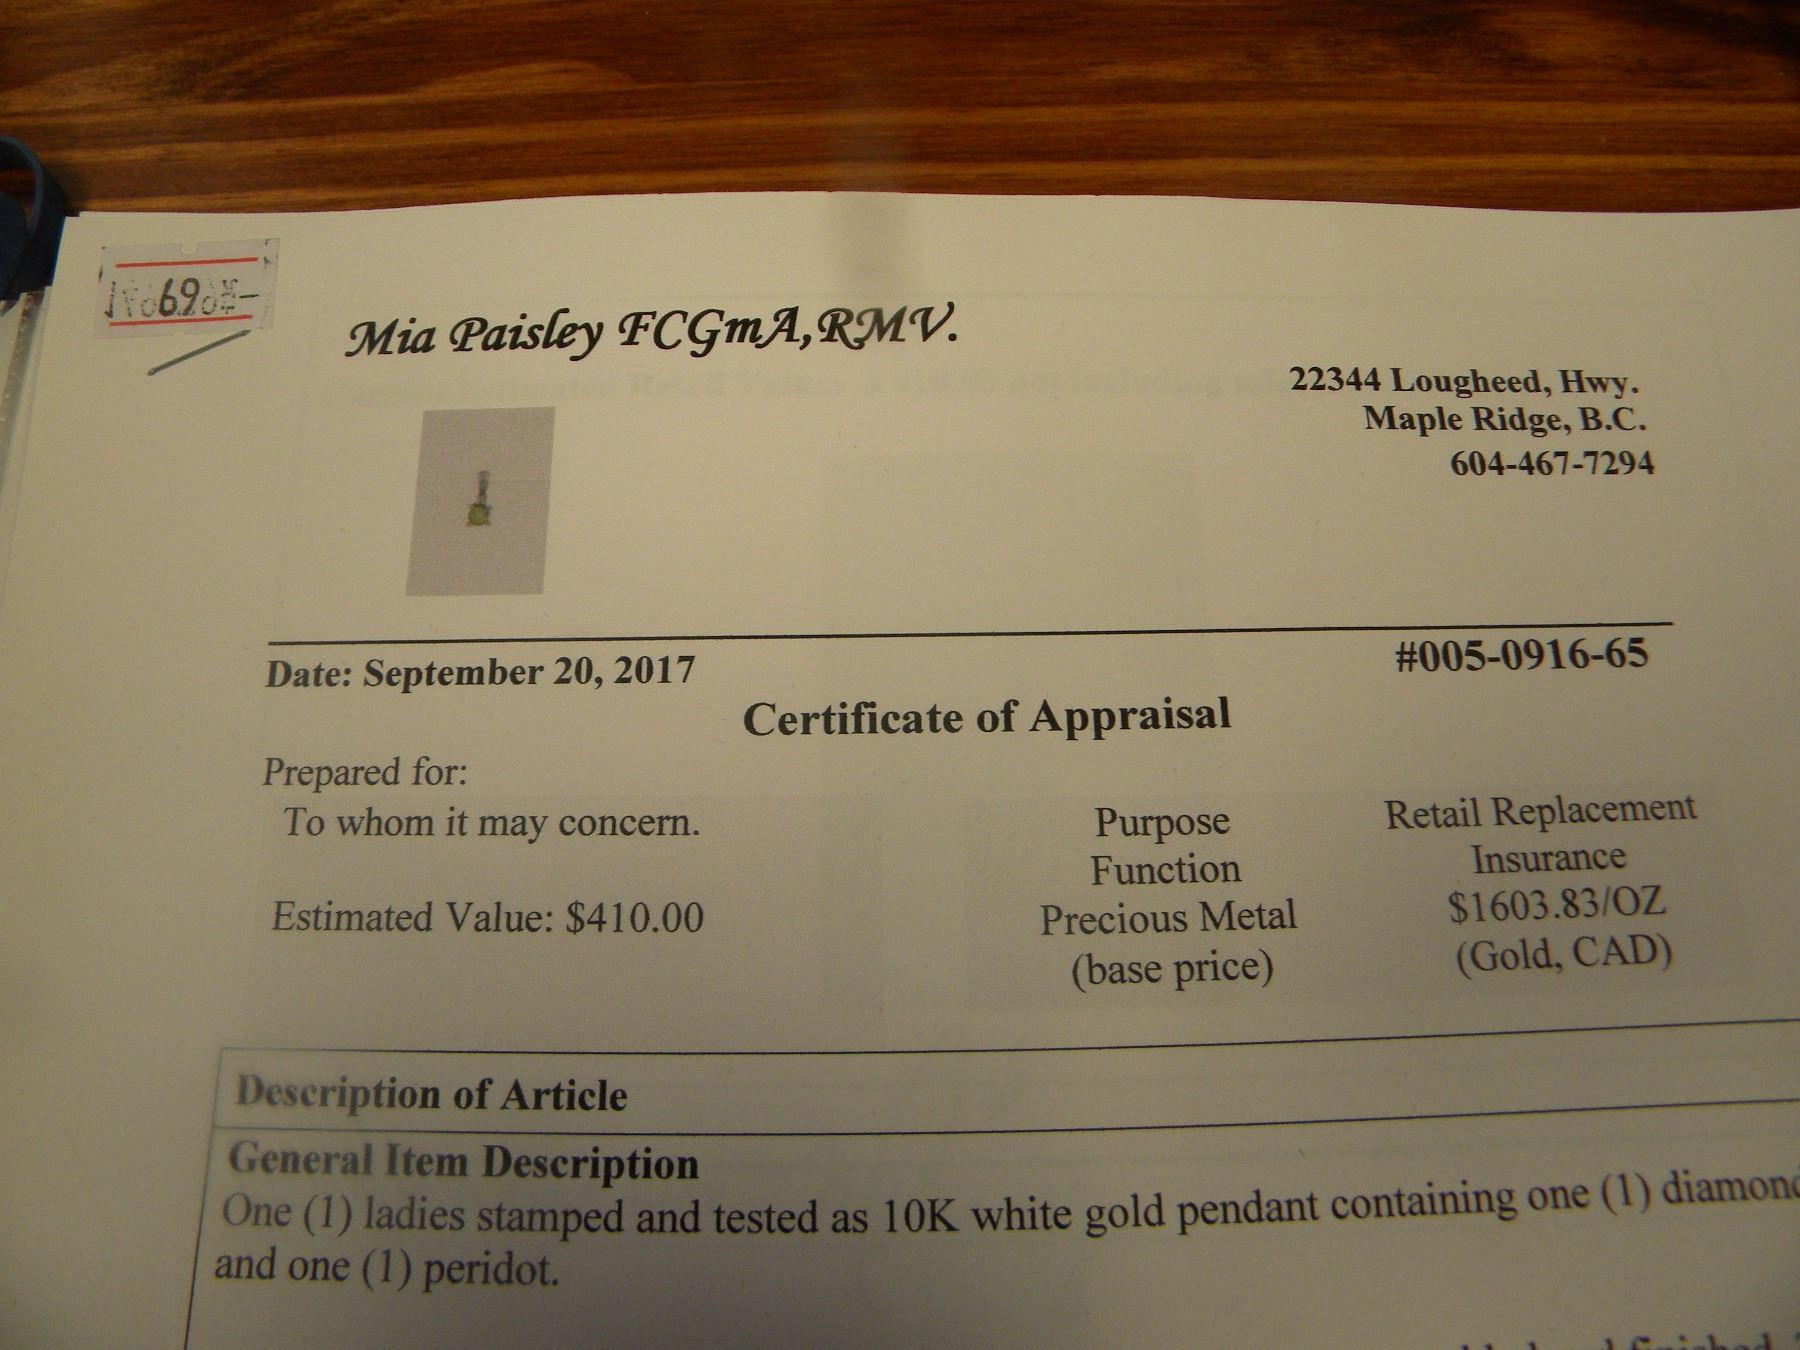 69
Mia Paisley FCGmA,RMV.
22344 Lougheed, Hwy.
Maple Ridge, B.C.
604-467-7294
Date: September 20, 2017
#005-0916-65
Certificate of Appraisal
Prepared for:
To whom it may concern.
Estimated Value: $410.00
Purpose Retail Replacement
Function Insurance
Precious Metal $1603.83/OZ
(base price) (Gold, CAD)
Description of Article
General Item Description
One (1) ladies stamped and tested as 10K white gold pendant containing one (1) diamond
and one (1) peridot.